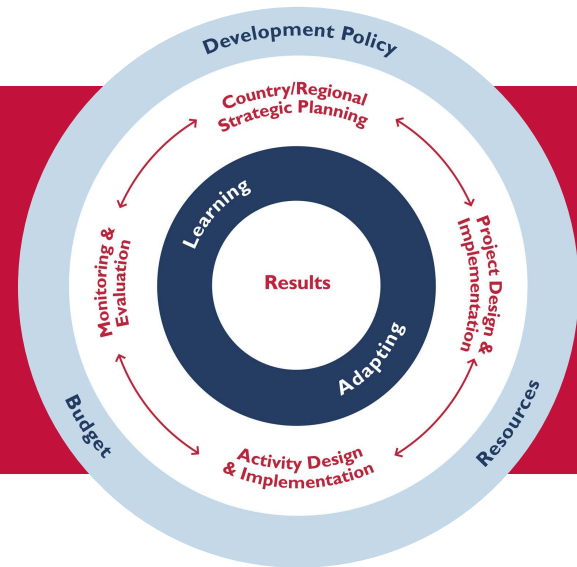 Development Policy
Country/Regional
Strategic Planning
Learning
Monitoring &
Evaluation
Results
Project Design &
Implementation
Adapting
Budget
Resources
Activity Design
& Implementation